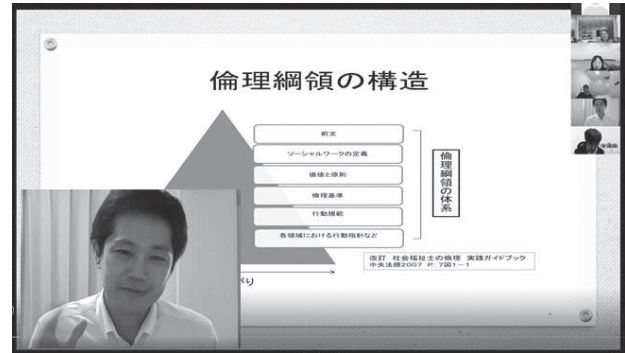 倫理綱領の構造
前文
ソーシャルワークの定義
価値と原則
倫理基準
行動規範
各領域における行動指針など
倫理綱領の体系
改訂 社会福祉士の倫理 実践ガイドブック
中央法規2007 P.7図1－1
り